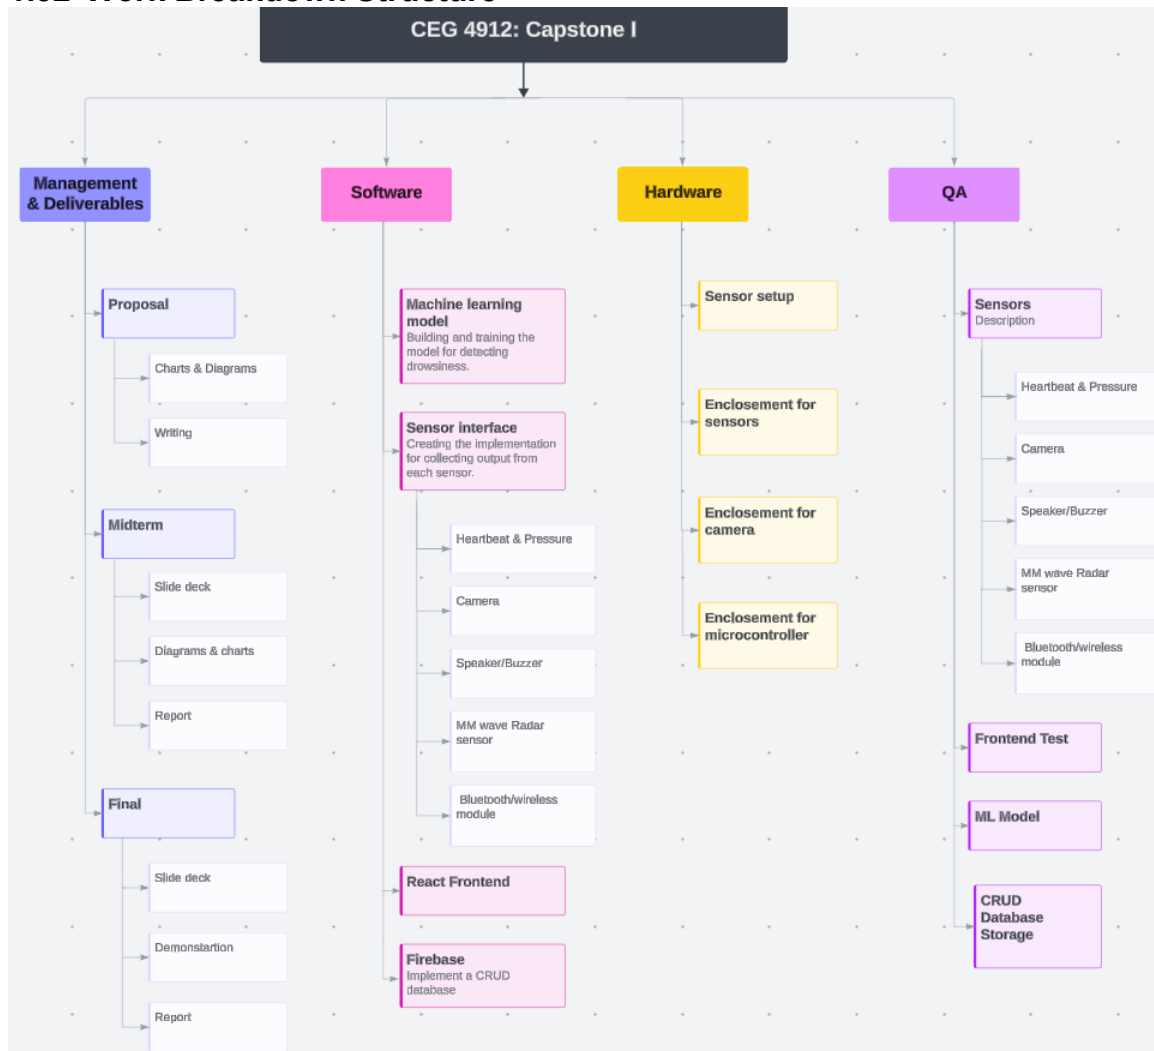 Work Breakdown Structure
CEG 4912: Capstone I
Management
& Deliverables
Proposal
Charts & Diagrams
Writing
Midterm
Slide deck
Diagrams & charts
Report
Final
Slide deck
Demonstartion
Report
Software
Machine learning
model
Building and training the
model for detecting
drowsiness.
Sensor interface
Creating the implementation
for collecting output from
each sensor.
Heartbeat & Pressure
Camera
Speaker/Buzzer
MM wave Radar
sensor
Bluetooth/wireless
module
React Frontend
Firebase
Implement a CRUD
database
Hardware
Sensor setup
Enclosement for
sensors
Enclosement for
camera
Enclosement for
microcontroller
QA
Sensors
Description
Heartbeat & Pressure
Camera
Speaker/Buzzer
MM wave Radar
sensor
Bluetooth/wireless
module
Frontend Test
ML Model
CRUD
Database
Storage